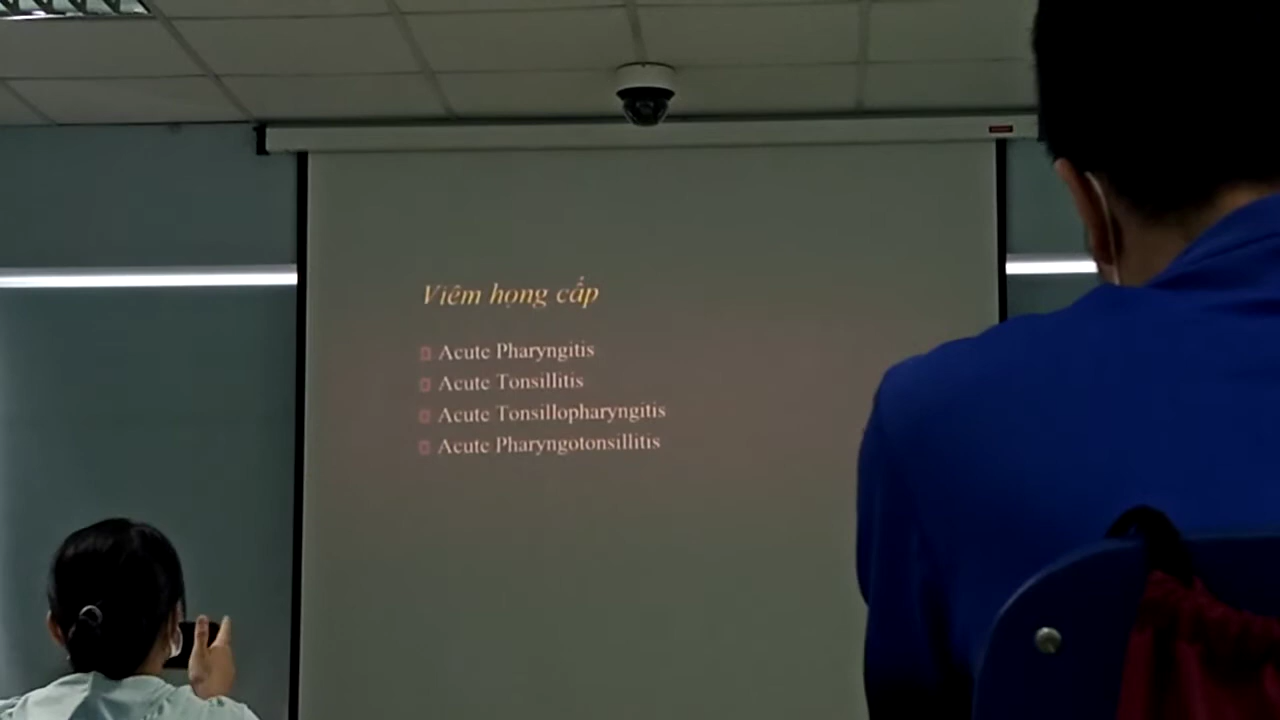 Viêm họng cấp
Acute Pharyngitis
Acute Tonsillitis
Acute Tonsillopharyngitis
Acute Pharyngotonsillitis